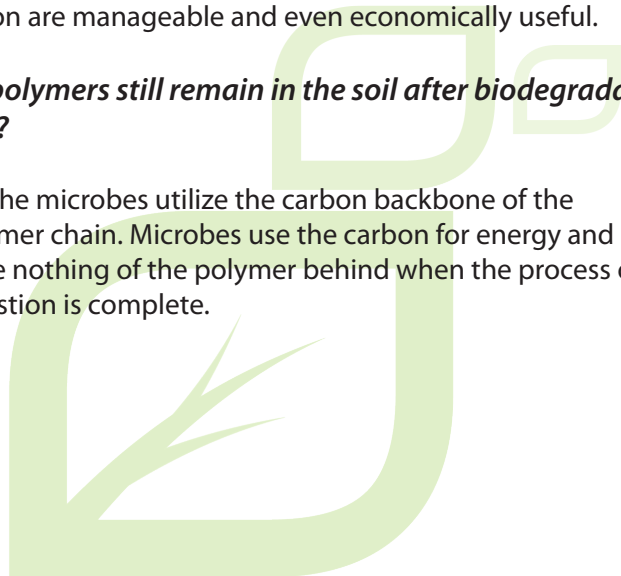 on are manageable and even economically useful.
polymers still remain in the soil after biodegrada
?
he microbes utilize the carbon backbone of the
mer chain. Microbes use the carbon for energy and
e nothing of the polymer behind when the process o
stion is complete.